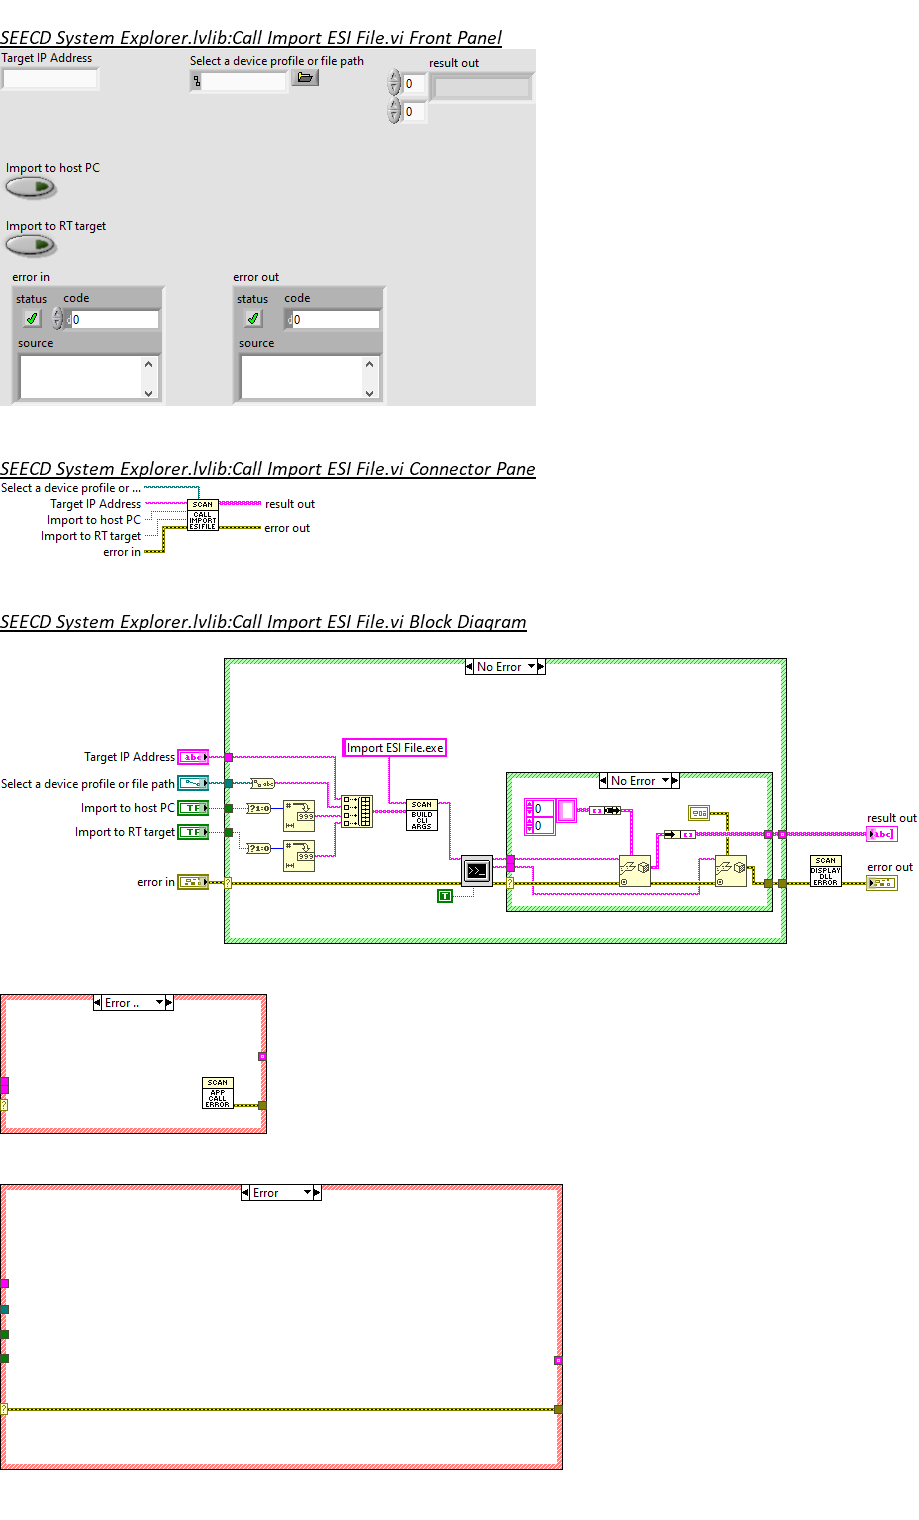 SEECD System Explorer.lvlib:Call Import ESI File.vi Front Panel
Target IP Address
Select a device profile or file path
result out
0
0
Import to host PC
Import to RT target
error in
error out
status code
0
source
status code
0
source
SEECD System Explorer.lvlib:Call Import ESI File.vi Connector Pane
Select a device profile or ...
Target IP Address
Import to host PC
Import to RT target
error in
SCAN
CALL
IMPORT
ESI FILE
result out
error out
SEECD System Explorer.lvlib:Call Import ESI File.vi Block Diagram
No Error
Target IP Address
abc
Select a device profile or file path
Import to host PC
TF
Import to RT target
TF
error in
abc
?1:0
?1:0
#
999
#
999
Import ESI File.exe
SCAN
BUILD
CLI
ARGS
T
No Error
0
0
result out
abc
error out
SCAN
DISPLAY
DLL
ERROR
Error ..
SCAN
APP
CALL
ERROR
?
Error
?